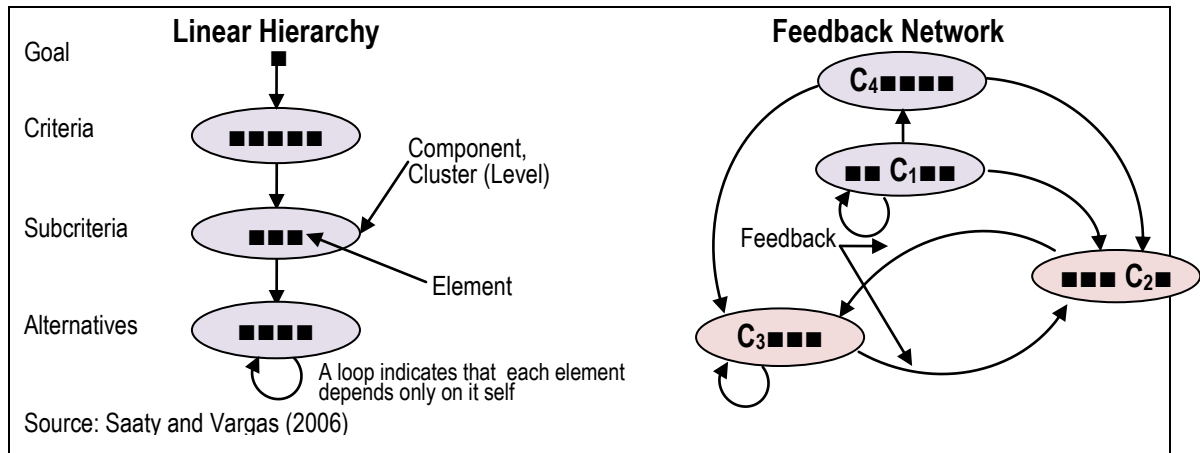 Linear Hierarchy
Goal
■
Criteria
■■■■■
Component,
Cluster (Level)
Subcriteria
■■■
Element
Alternatives
■■■■
A loop indicates that each element
depends only on it self
Source: Saaty and Vargas (2006)
Feedback Network
C₄■■■■
■■ C₁■■
Feedback
■■■ C₂■
C₃■■■